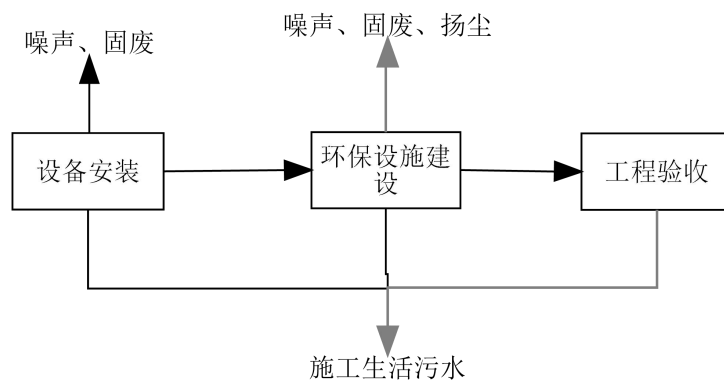 噪声、固废
噪声、固废、扬尘
设备安装
环保设施建
设
工程验收
施工生活污水